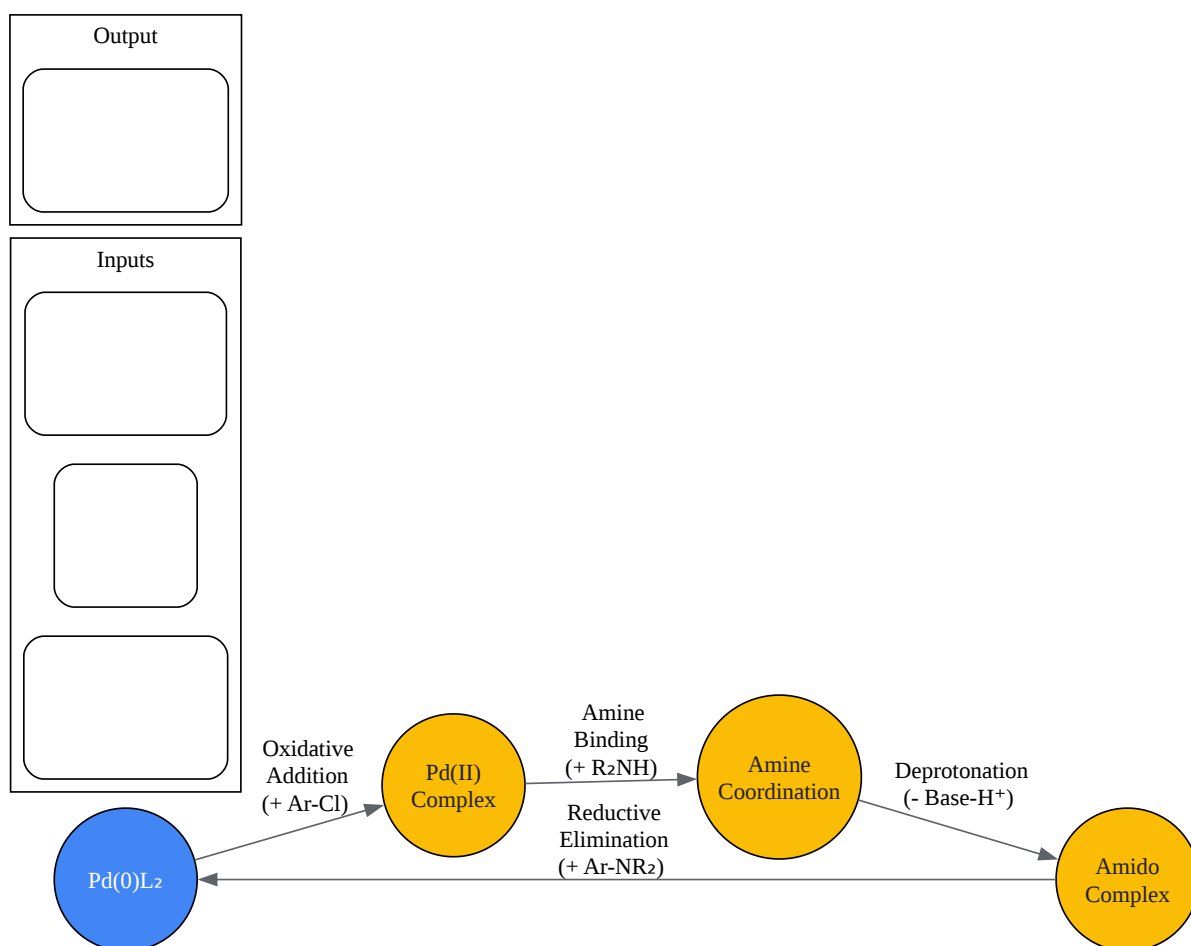 Output
Inputs
Oxidative
Addition
(+ Ar-Cl)
Pd(II)
Complex
Amine
Binding
(+ R₂NH)
Amine
Coordination
Deprotonation
(- Base-H⁺)
Reductive
Elimination
(+ Ar-NR₂)
Pd(0)L₂
Amido
Complex